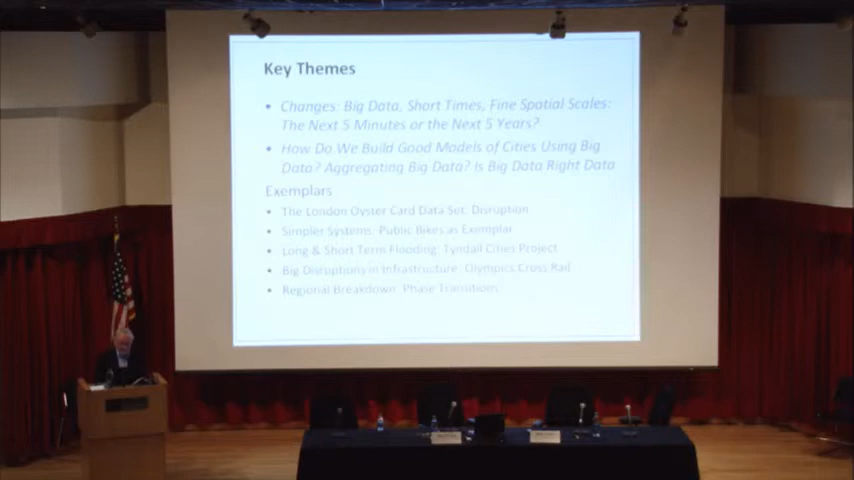 Key Themes
• Changes: Big Data, Short Times, Fine Spatial Scales:
The Next 5 Minutes or the Next 5 Years?
• How Do We Build Good Models of Cities Using Big
Data? Aggregating Big Data? Is Big Data Right Data
Exemplars
• The London Oyster Card Data Set: Disruption
• Simpler Systems: Public Bikes as Exemplar
• Long & Short Term Flooding: Tyndall Cities Project
• Big Disruptions in Infrastructure: Olympics Cross Rail
• Regional Breakdown: Phase Transitions